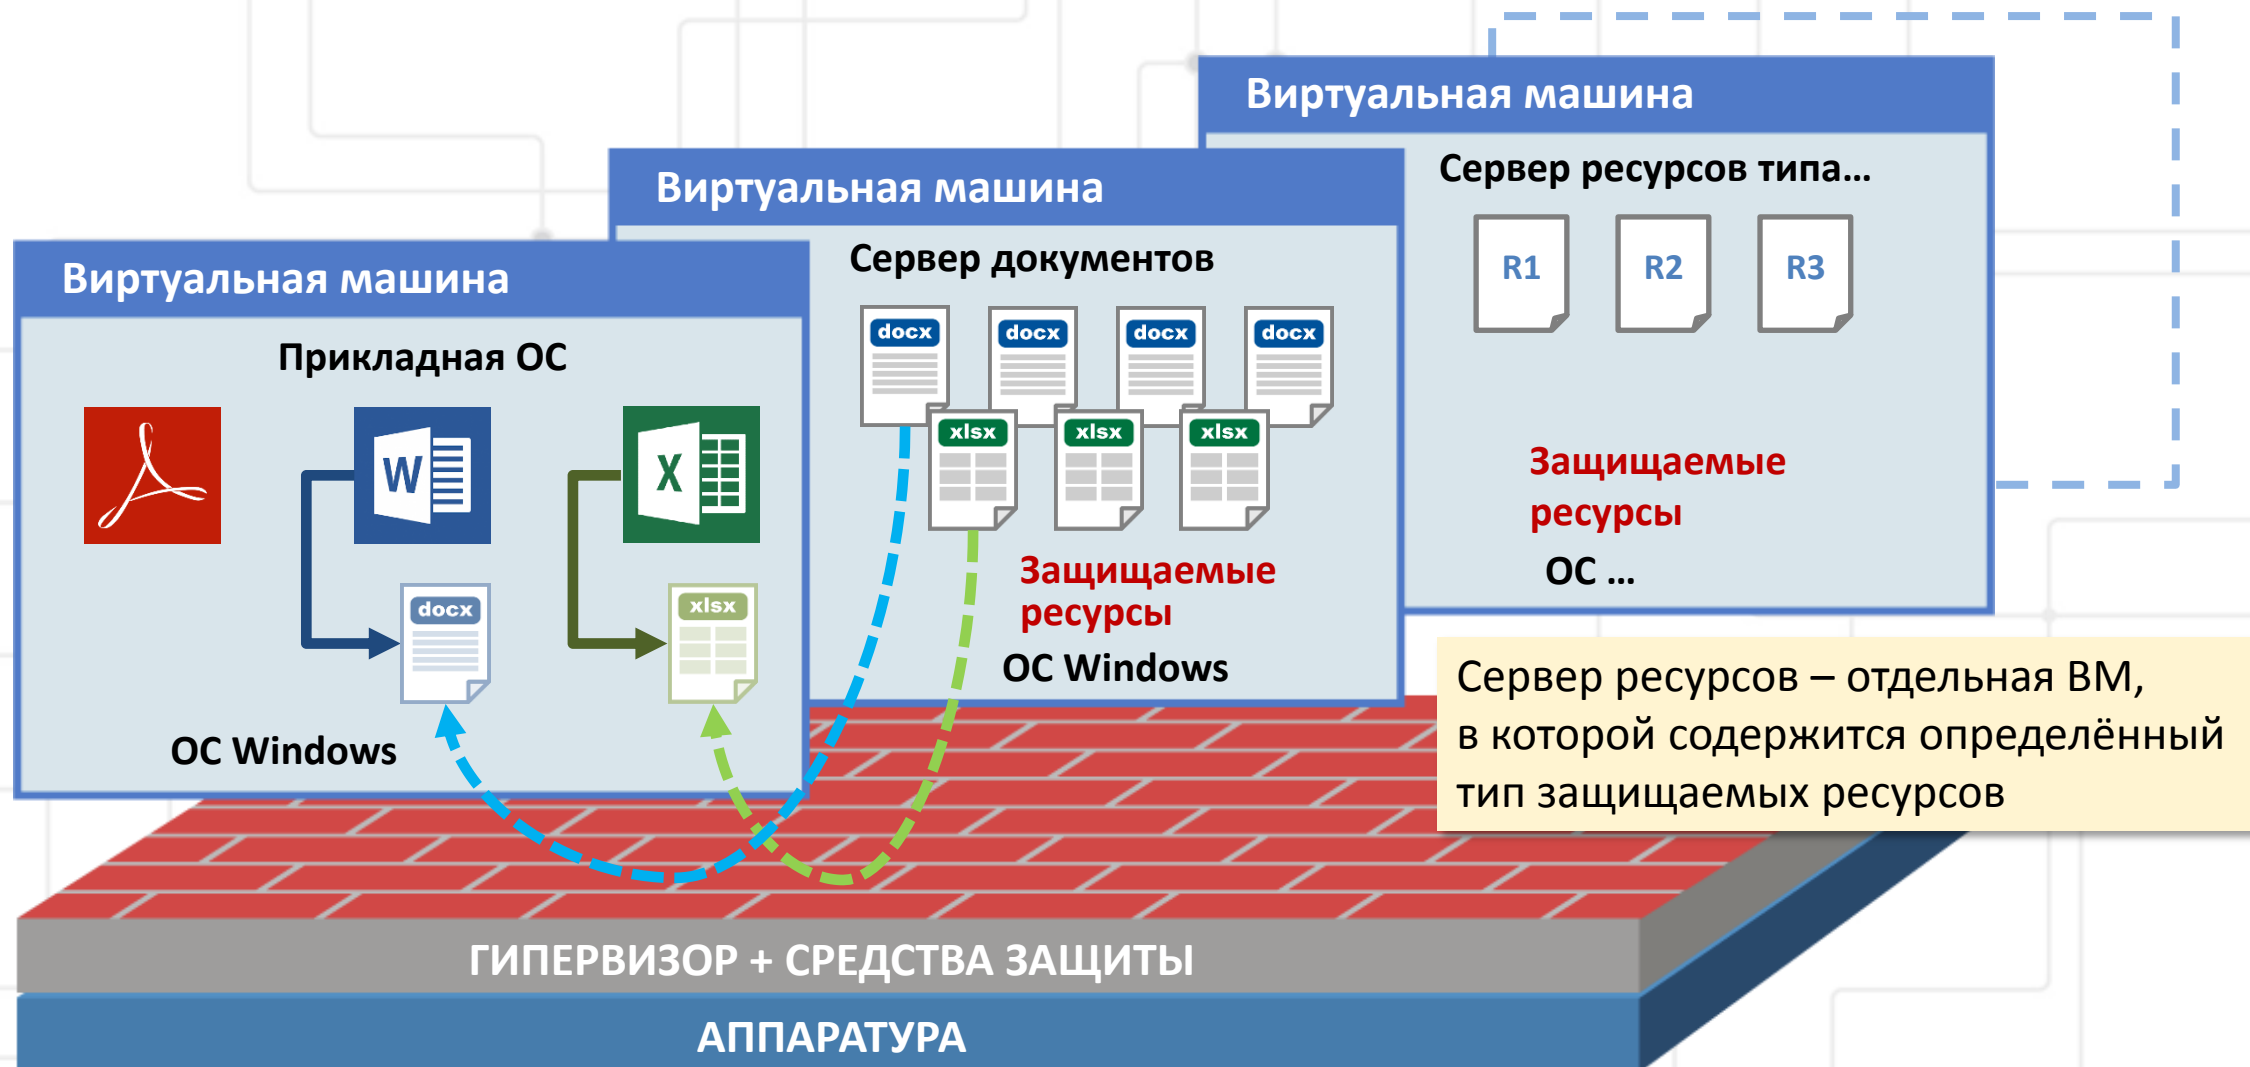 Виртуальная машина
Сервер ресурсов типа...
R1 R2 R3
Защищаемые
ресурсы
ОС ...
Виртуальная машина
Сервер документов
docx docx docx docx
xlsx xlsx xlsx
Защищаемые
ресурсы
ОС Windows
Виртуальная машина
Прикладная ОС
W X
docx xlsx
ОС Windows
Сервер ресурсов – отдельная ВМ,
в которой содержится определённый
тип защищаемых ресурсов
ГИПЕРВИЗОР + СРЕДСТВА ЗАЩИТЫ
АППАРАТУРА